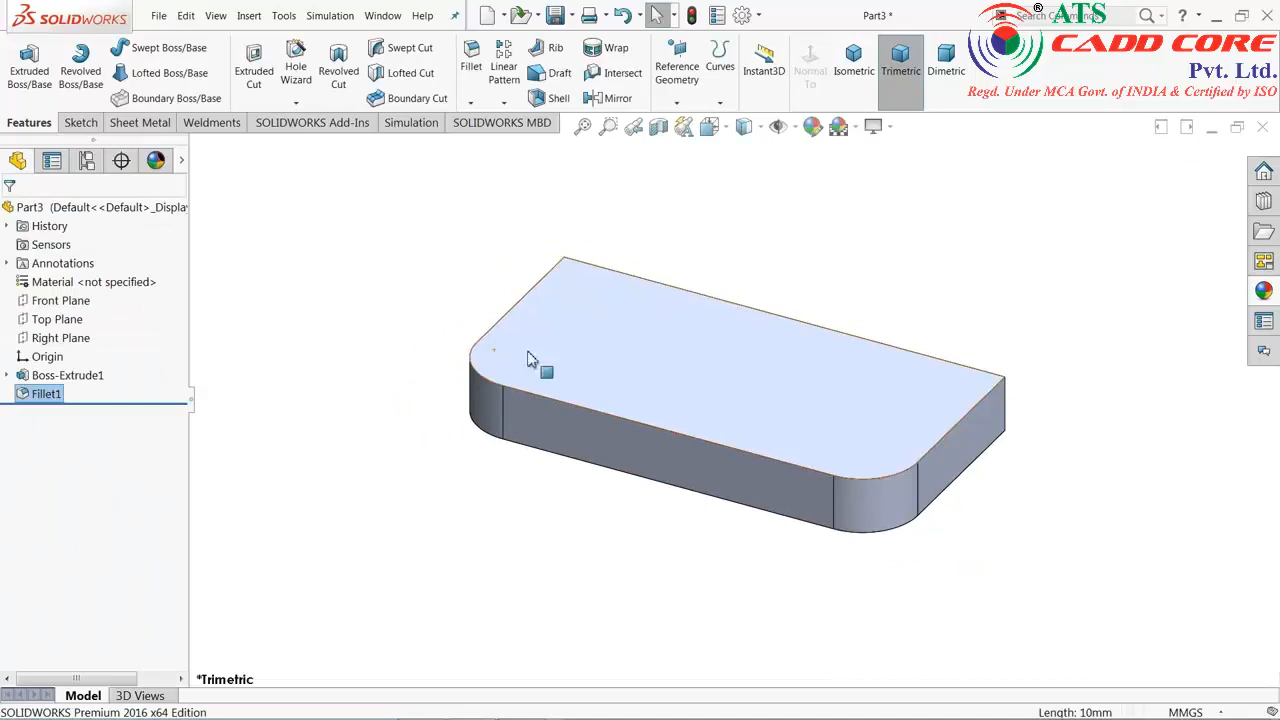 SOLIDWORKS
File Edit View Insert Tools Simulation Window Help
Part3 *
Search Commands
® ATS
CADD CORE
Pvt. Ltd.
Regd. Under MCA Govt. of INDIA & Certified by ISO
Extruded Boss/Base
Revolved Boss/Base
Swept Boss/Base
Lofted Boss/Base
Boundary Boss/Base
Extruded Cut
Hole Wizard
Revolved Cut
Swept Cut
Lofted Cut
Boundary Cut
Fillet
Linear Pattern
Rib
Draft
Shell
Wrap
Intersect
Mirror
Reference Geometry
Curves
Instant3D
Normal To
Isometric
Trimetric
Dimetric
Features Sketch Sheet Metal Weldments SOLIDWORKS Add-Ins Simulation SOLIDWORKS MBD
Part3 (Default<<Default>_Displa
History
Sensors
Annotations
Material <not specified>
Front Plane
Top Plane
Right Plane
Origin
Boss-Extrude1
Fillet1
*Trimetric
Model 3D Views
SOLIDWORKS Premium 2016 x64 Edition
Length: 10mm
MMGS